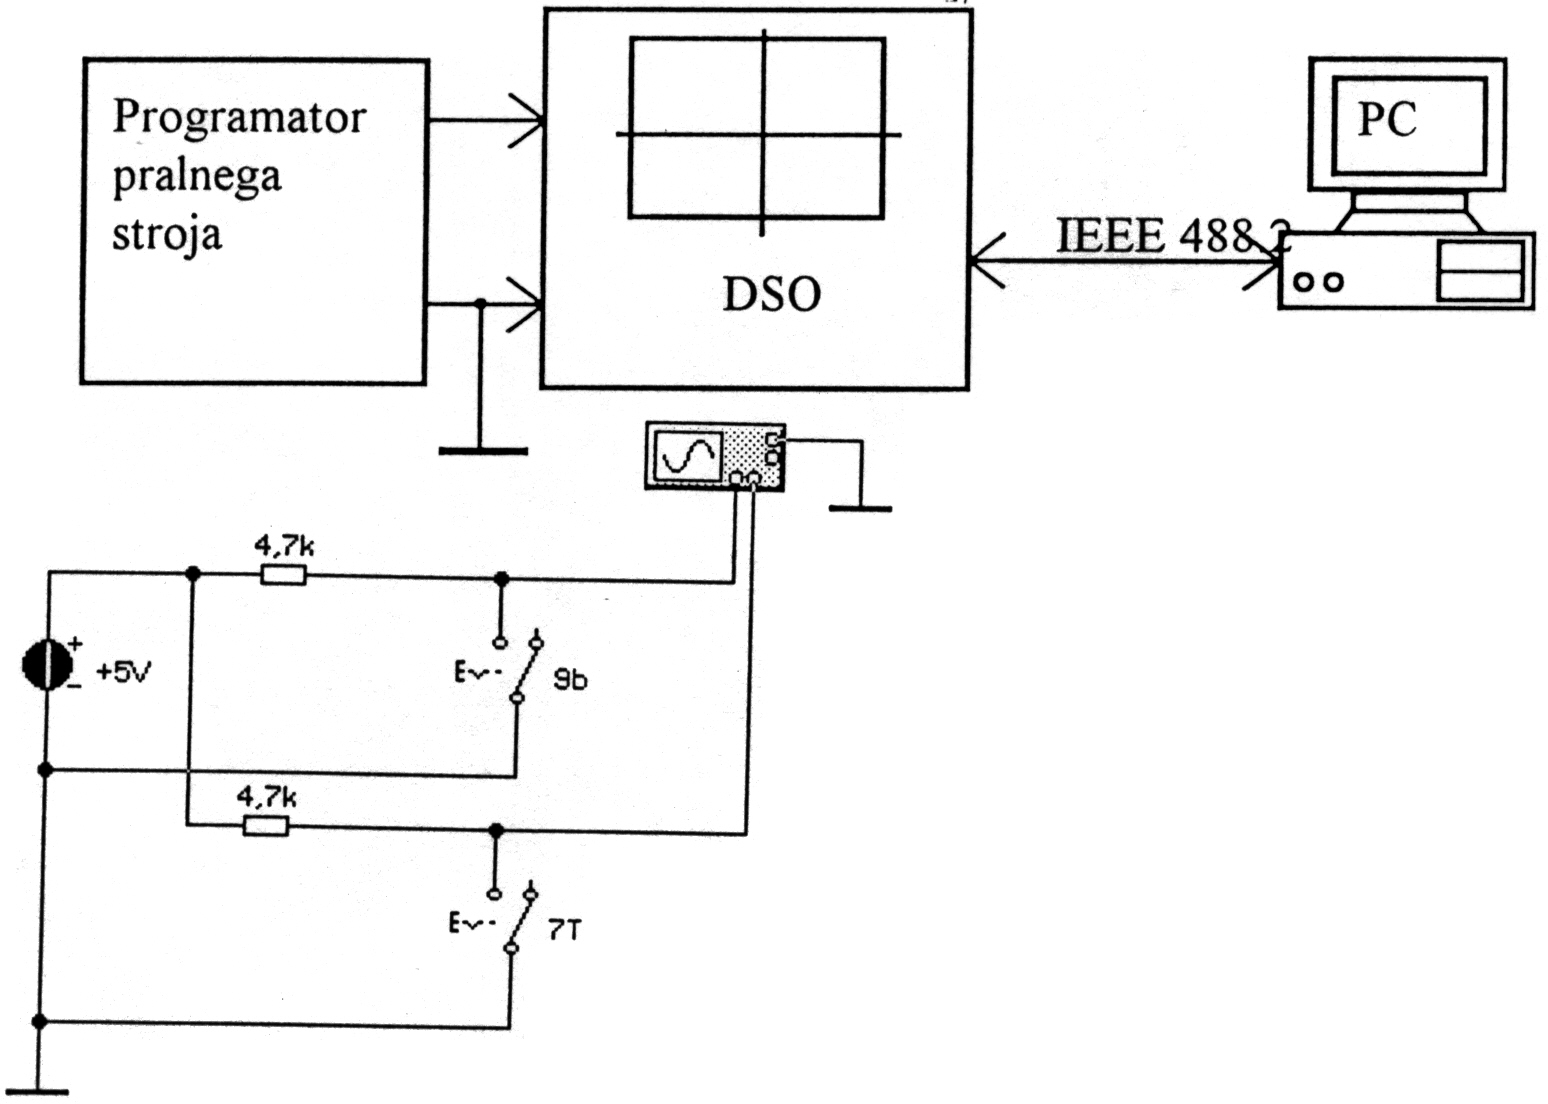 Programator
pralnega
stroja
DSO
IEEE 488.2
PC
4,7k
+
-
+5V
E
9b
4,7k
E
7T